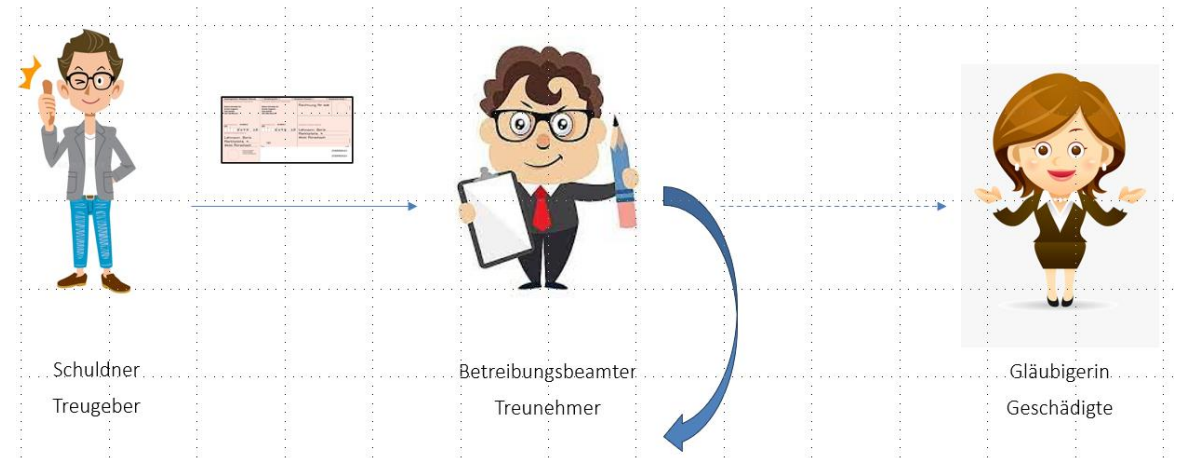 Schuldner
Treugeber
Betreibungsbeamter
Treunehmer
Gläubigerin
Geschädigte